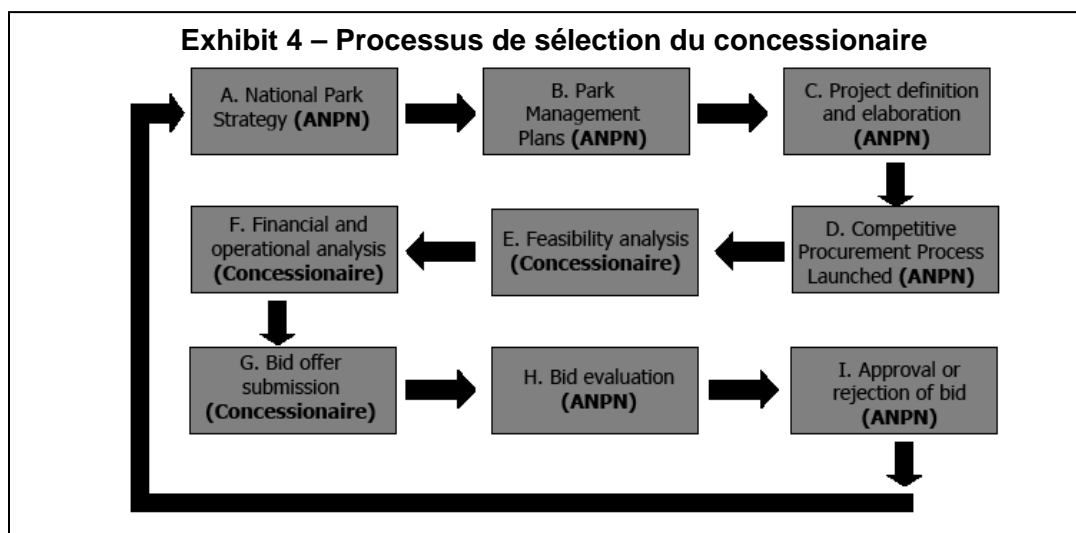 Exhibit 4 – Processus de sélection du concessionaire
A. National Park
Strategy (ANPN)
B. Park
Management
Plans (ANPN)
C. Project definition
and elaboration
(ANPN)
D. Competitive
Procurement Process
Launched (ANPN)
E. Feasibility analysis
(Concessionaire)
F. Financial and
operational analysis
(Concessionaire)
G. Bid offer
submission
(Concessionaire)
H. Bid evaluation
(ANPN)
I. Approval or
rejection of bid
(ANPN)